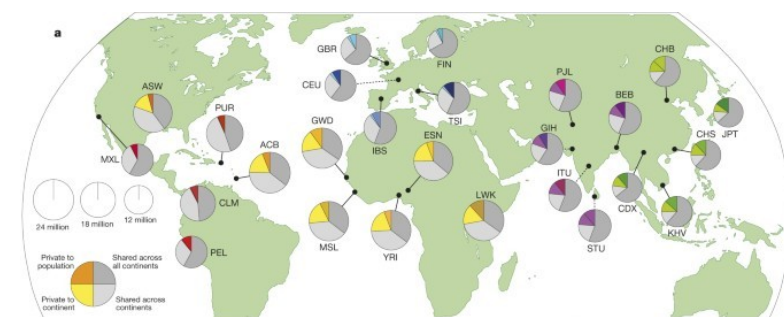 a
GBR
FIN
CHB
CEU
ASW
PJL
BEB
PUR
GWD
TSI
JPT
ACB
ESN
CHS
IBS
GIH
MXL
ITU
CDX
CLM
LWK
KHV
24 million
18 million
12 million
MSL
YRI
STU
PEL
Private to
population
Shared across
all continents
Private to
continent
Shared across
continents